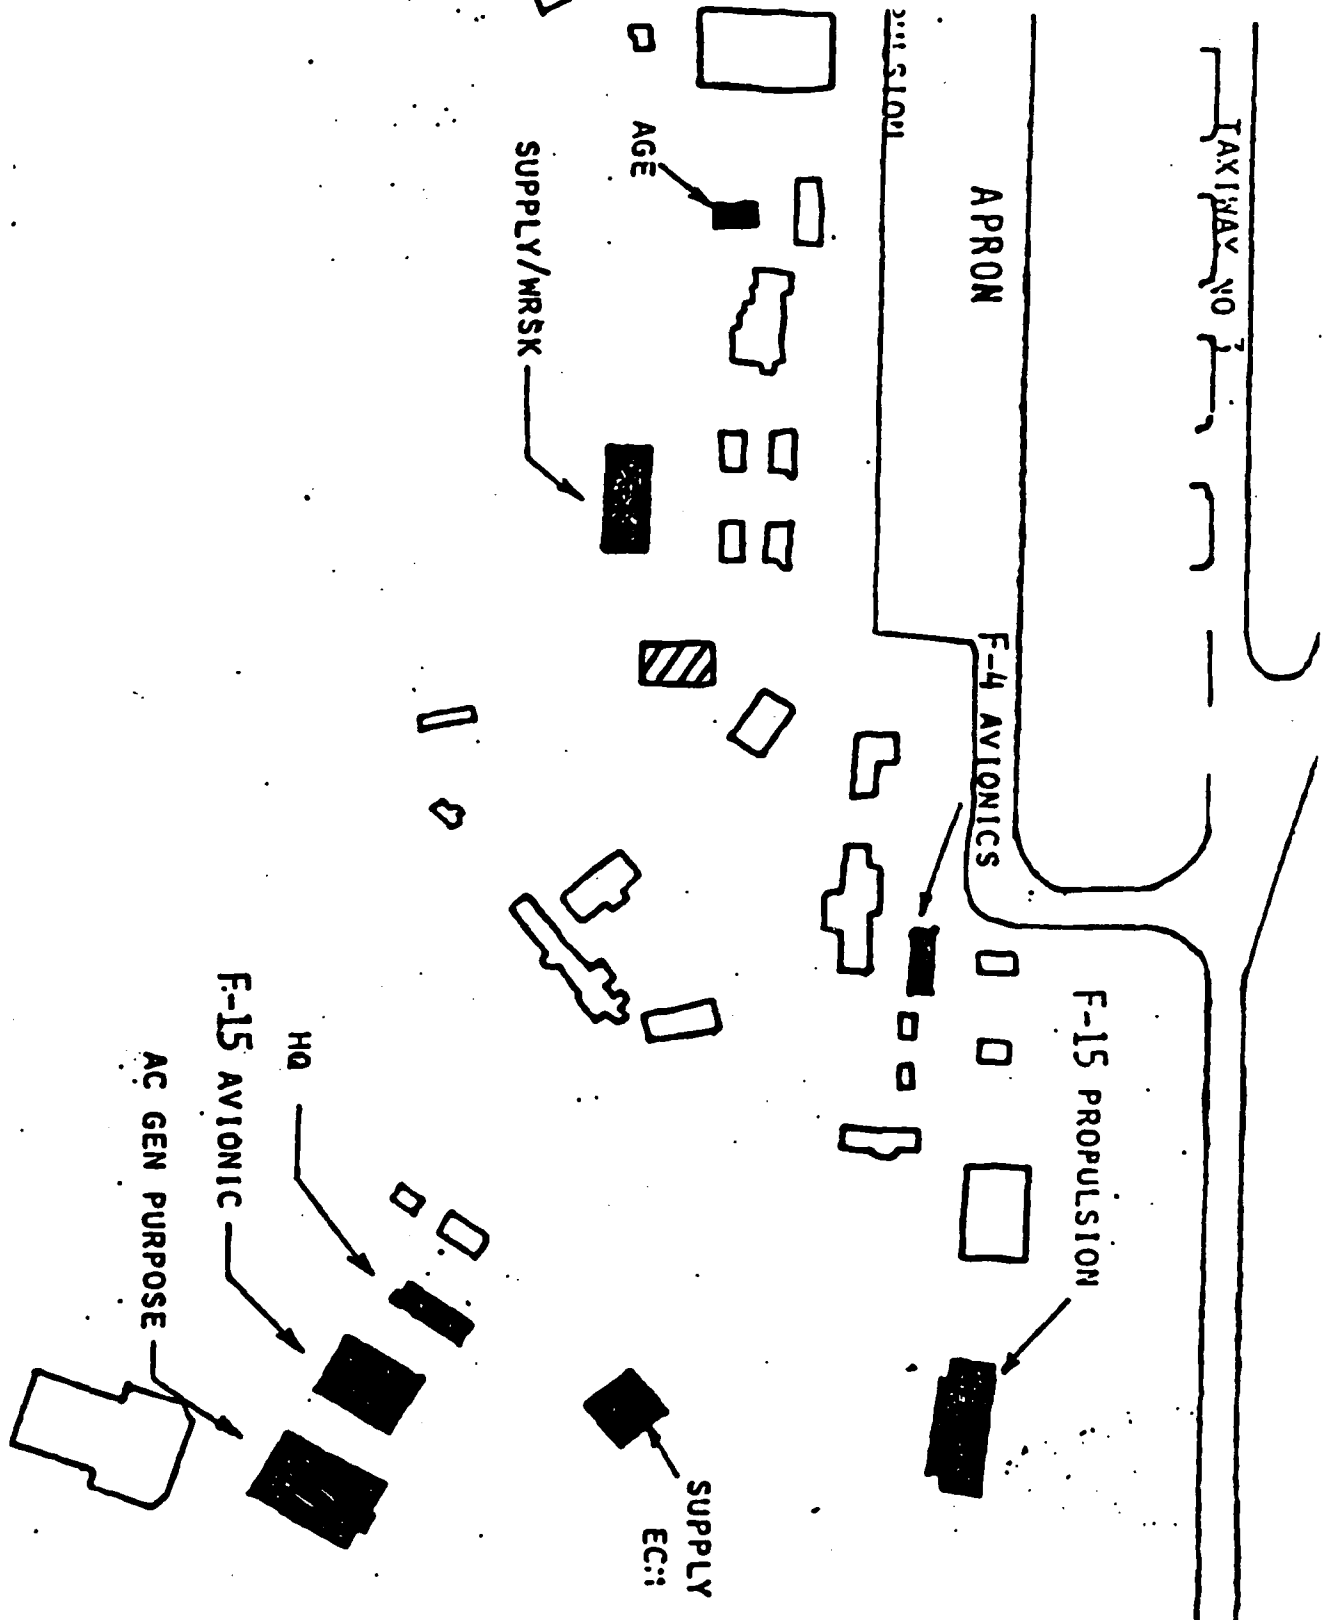 TAXIWAY NO
APRON
F-4 AVIONICS
F-15 PROPULSION
AGE
SUPPLY/WRSK
SUPPLY
HQ
F-15 AVIONIC
AC GEN PURPOSE